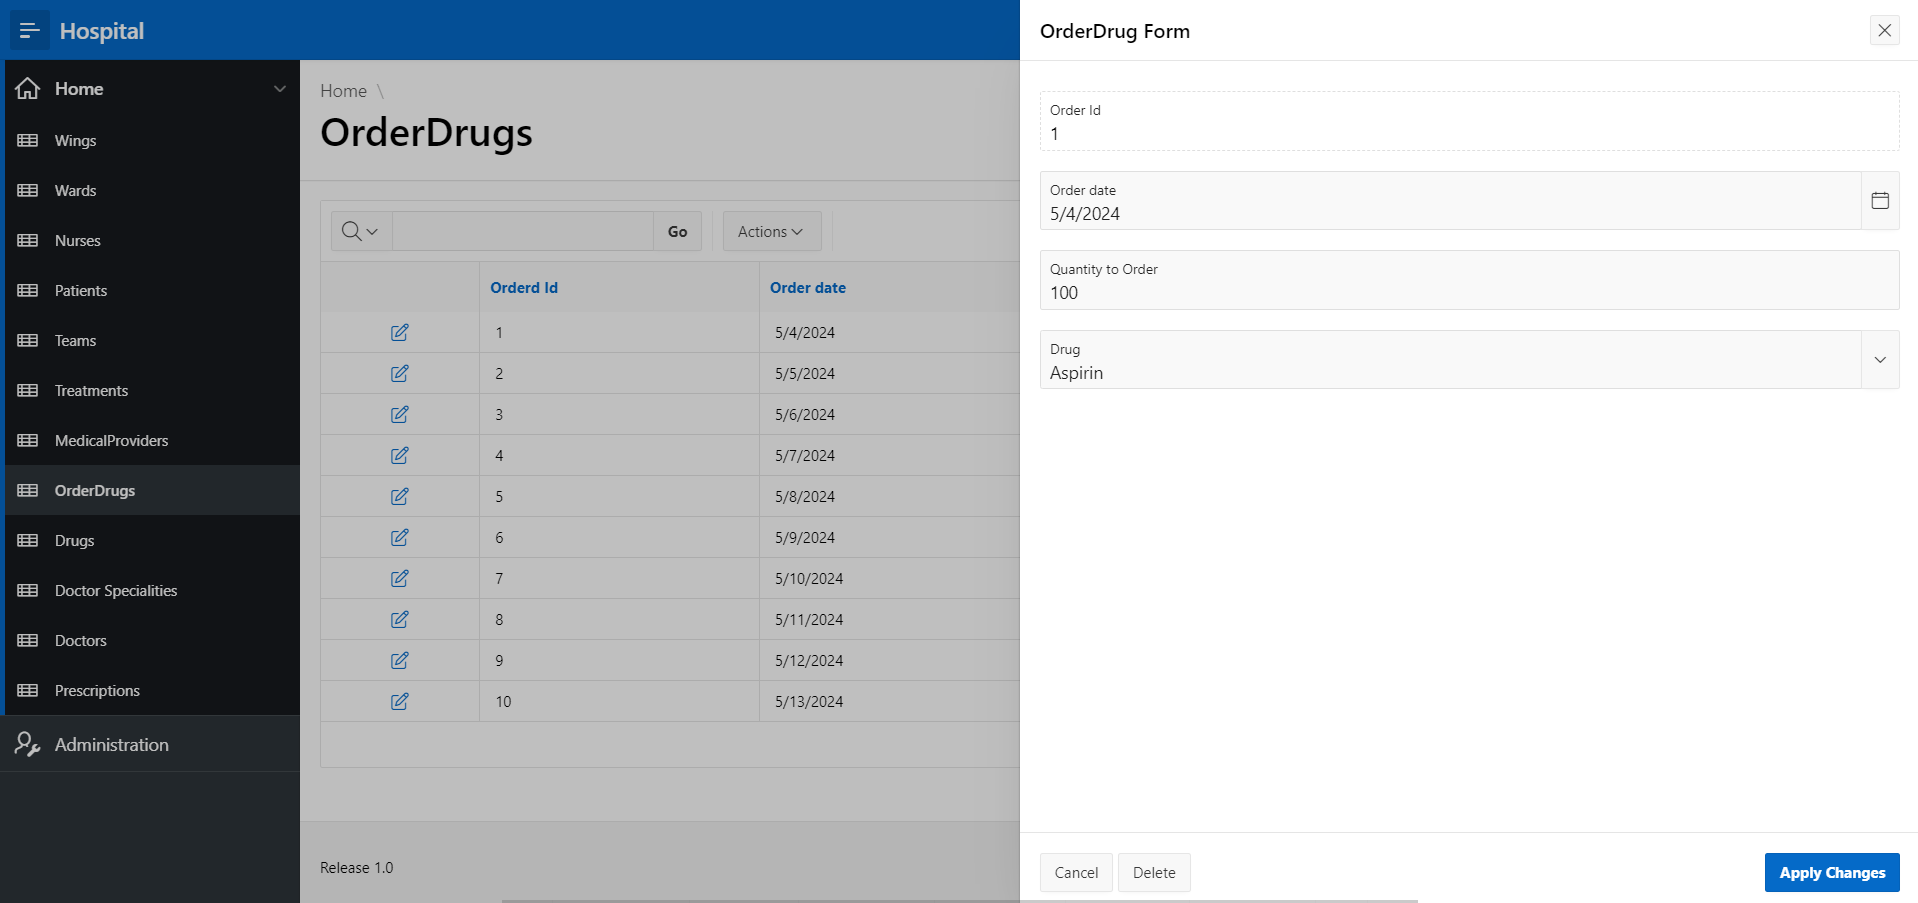 Hospital
Home
Wings
Wards
Nurses
Patients
Teams
Treatments
MedicalProviders
OrderDrugs
Drugs
Doctor Specialities
Doctors
Prescriptions
Administration
Home \
OrderDrugs
Go
Actions
Orderd Id Order date
1 5/4/2024
2 5/5/2024
3 5/6/2024
4 5/7/2024
5 5/8/2024
6 5/9/2024
7 5/10/2024
8 5/11/2024
9 5/12/2024
10 5/13/2024
Release 1.0
OrderDrug Form
Order Id
1
Order date
5/4/2024
Quantity to Order
100
Drug
Aspirin
Cancel Delete Apply Changes